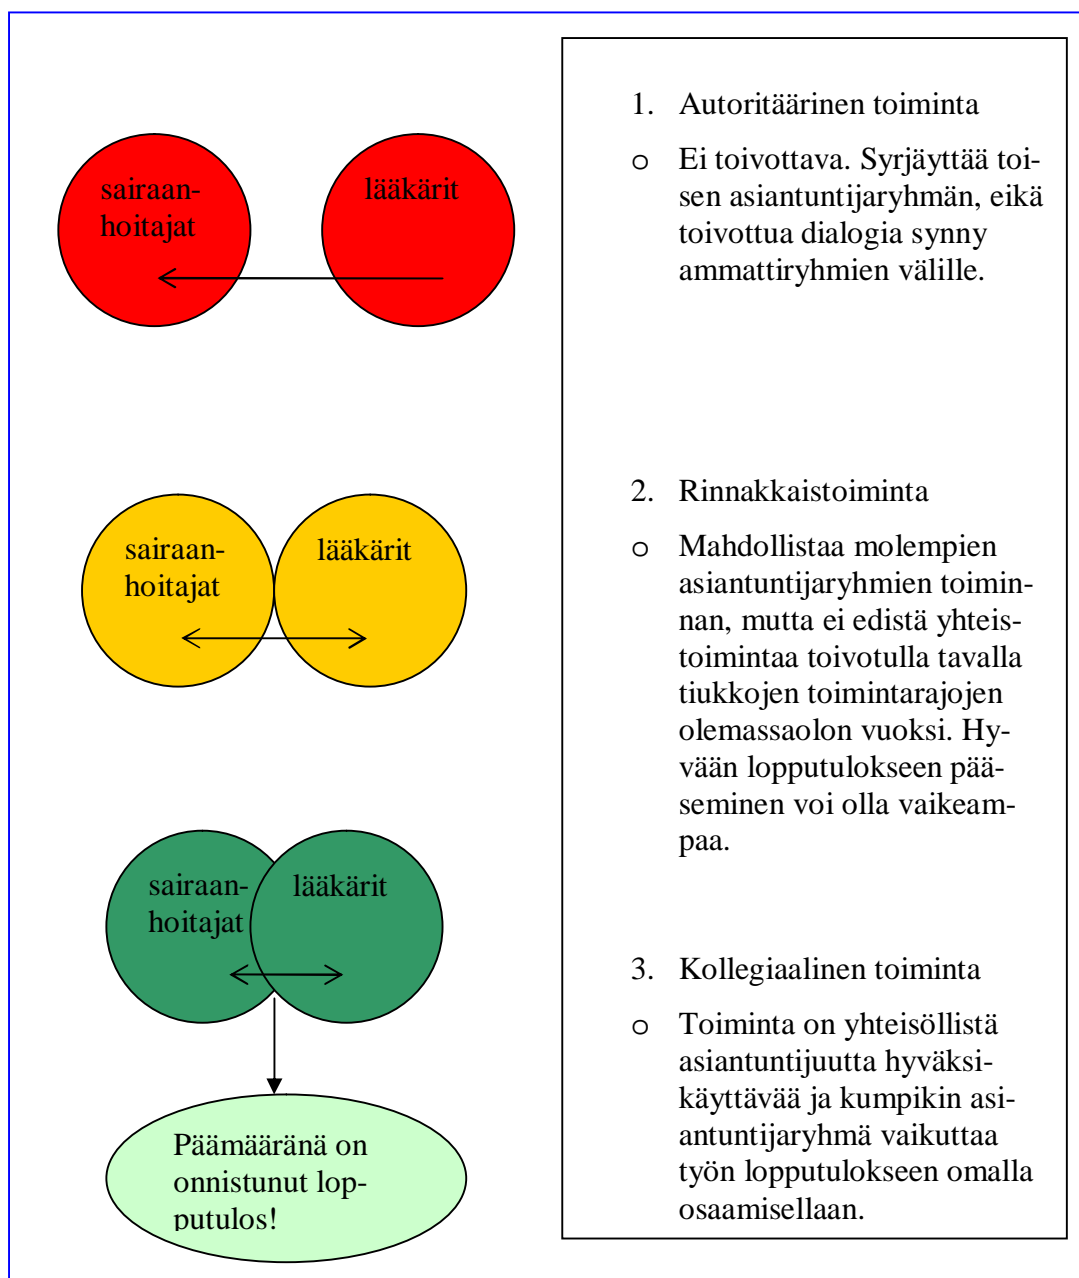 sairaan-
hoitajat
lääkärit
1. Autoritäärinen toiminta
o Ei toivottava. Syrjäyttää toi-
sen asiantuntijaryhmän, eikä
toivottua dialogia synny
ammattiryhmien välille.
sairaan-
hoitajat
lääkärit
2. Rinnakkaistoiminta
o Mahdollistaa molempien
asiantuntijaryhmien toimin-
nan, mutta ei edistä yhteis-
toimintaa toivotulla tavalla
tiukkojen toimintarajojen
olemassaolon vuoksi. Hy-
vään lopputulokseen pää-
seminen voi olla vaikeam-
paa.
sairaan-
hoitajat
lääkärit
3. Kollegiaalinen toiminta
o Toiminta on yhteisöllistä
asiantuntijuutta hyväksi-
käyttävää ja kumpikin asi-
antuntijaryhmä vaikuttaa
työn lopputulokseen omalla
osaamisellaan.
Päämääränä on
onnistunut lop-
putulos!